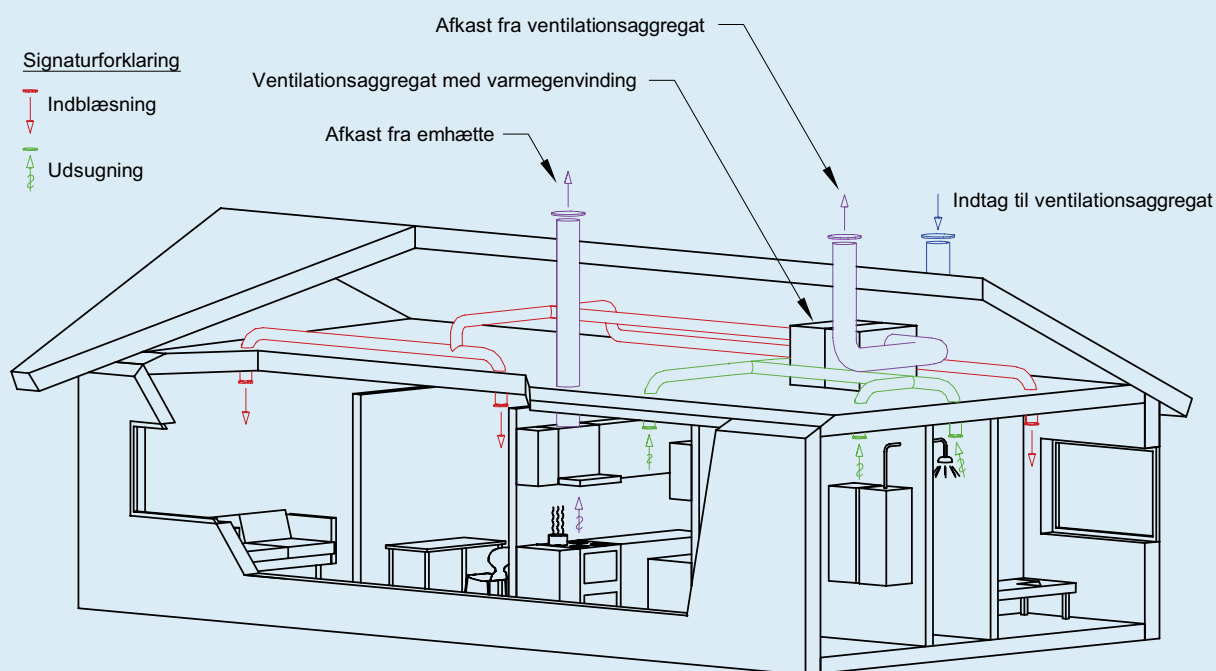 Afkast fra ventilationsaggregat
Signaturforklaring
Ventilationsaggregat med varmegenvinding
Indblæsning
Afkast fra emhætte
Udsugning
Indtag til ventilationsaggregat